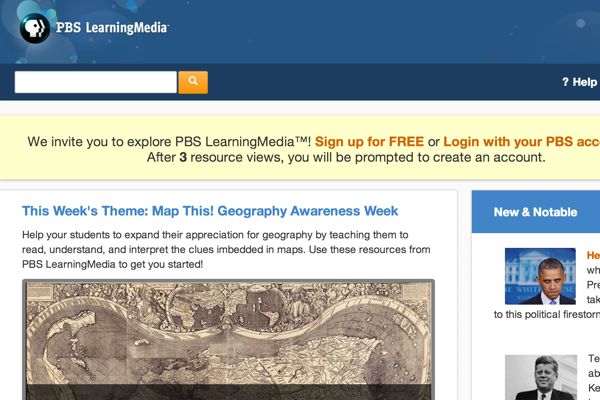 PBS LearningMedia™
? Help
We invite you to explore PBS LearningMedia™! Sign up for FREE or Login with your PBS acc
After 3 resource views, you will be prompted to create an account.
This Week's Theme: Map This! Geography Awareness Week
Help your students to expand their appreciation for geography by teaching them to
read, understand, and interpret the clues imbedded in maps. Use these resources from
PBS LearningMedia to get you started!
New & Notable
He
wh
Pre
tak
to this political firestorm
Te
ab
Ke